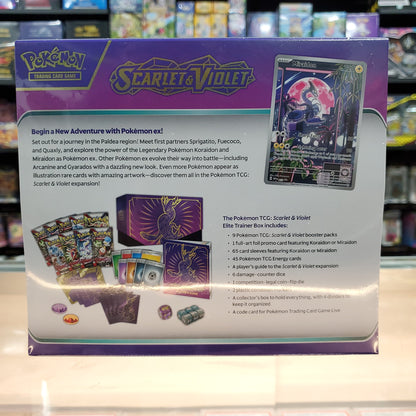 Pokémon
TRADING CARD GAME
SCARLET & VIOLET
Miraidon
Begin a New Adventure with Pokémon ex!
Set out for a journey in the Paldea region! Meet first partners Sprigatito, Fuecoco,
and Quaxly, and explore the power of the Legendary Pokémon Koraidon and
Miraidon as Pokémon ex. Other Pokémon ex evolve their way into battle—including
Arcanine and Gyarados with a dazzling new look. Even more Pokémon appear as
illustration rare cards with amazing artwork—discover them all in the Pokémon TCG:
Scarlet & Violet expansion!
The Pokémon TCG: Scarlet & Violet
Elite Trainer Box includes:
• 9 Pokémon TCG: Scarlet & Violet booster packs
• 1 full-art foil promo card featuring Koraidon or Miraidon
• 65 card sleeves featuring Koraidon or Miraidon
• 45 Pokémon TCG Energy cards
• A player's guide to the Scarlet & Violet expansion
• 6 damage-counter dice
• 1 competition-legal coin-flip die
• 2 plastic
• A collector's box to hold everything, with 4 dividers to
keep it organized
• A code card for Pokémon Trading Card Game Live